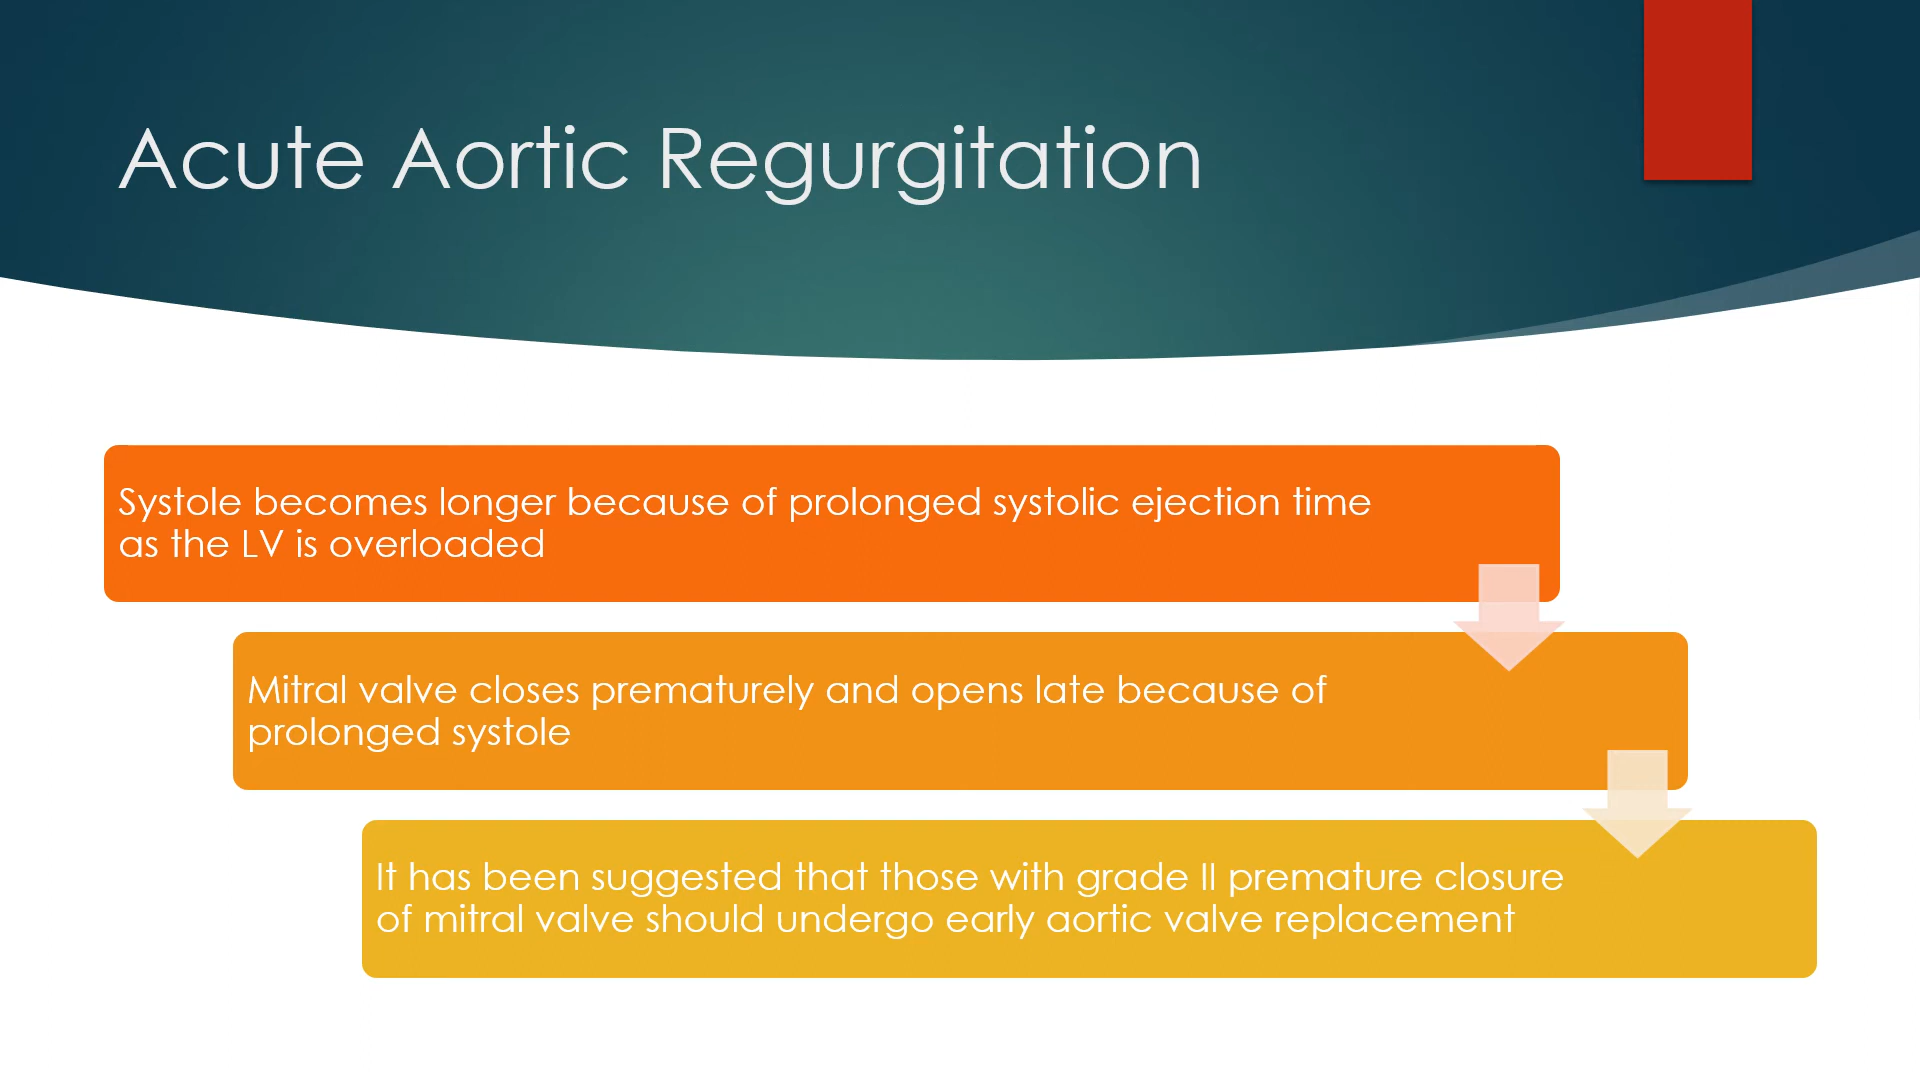 Acute Aortic Regurgitation
Systole becomes longer because of prolonged systolic ejection time
as the LV is overloaded
Mitral valve closes prematurely and opens late because of
prolonged systole
It has been suggested that those with grade II premature closure
of mitral valve should undergo early aortic valve replacement